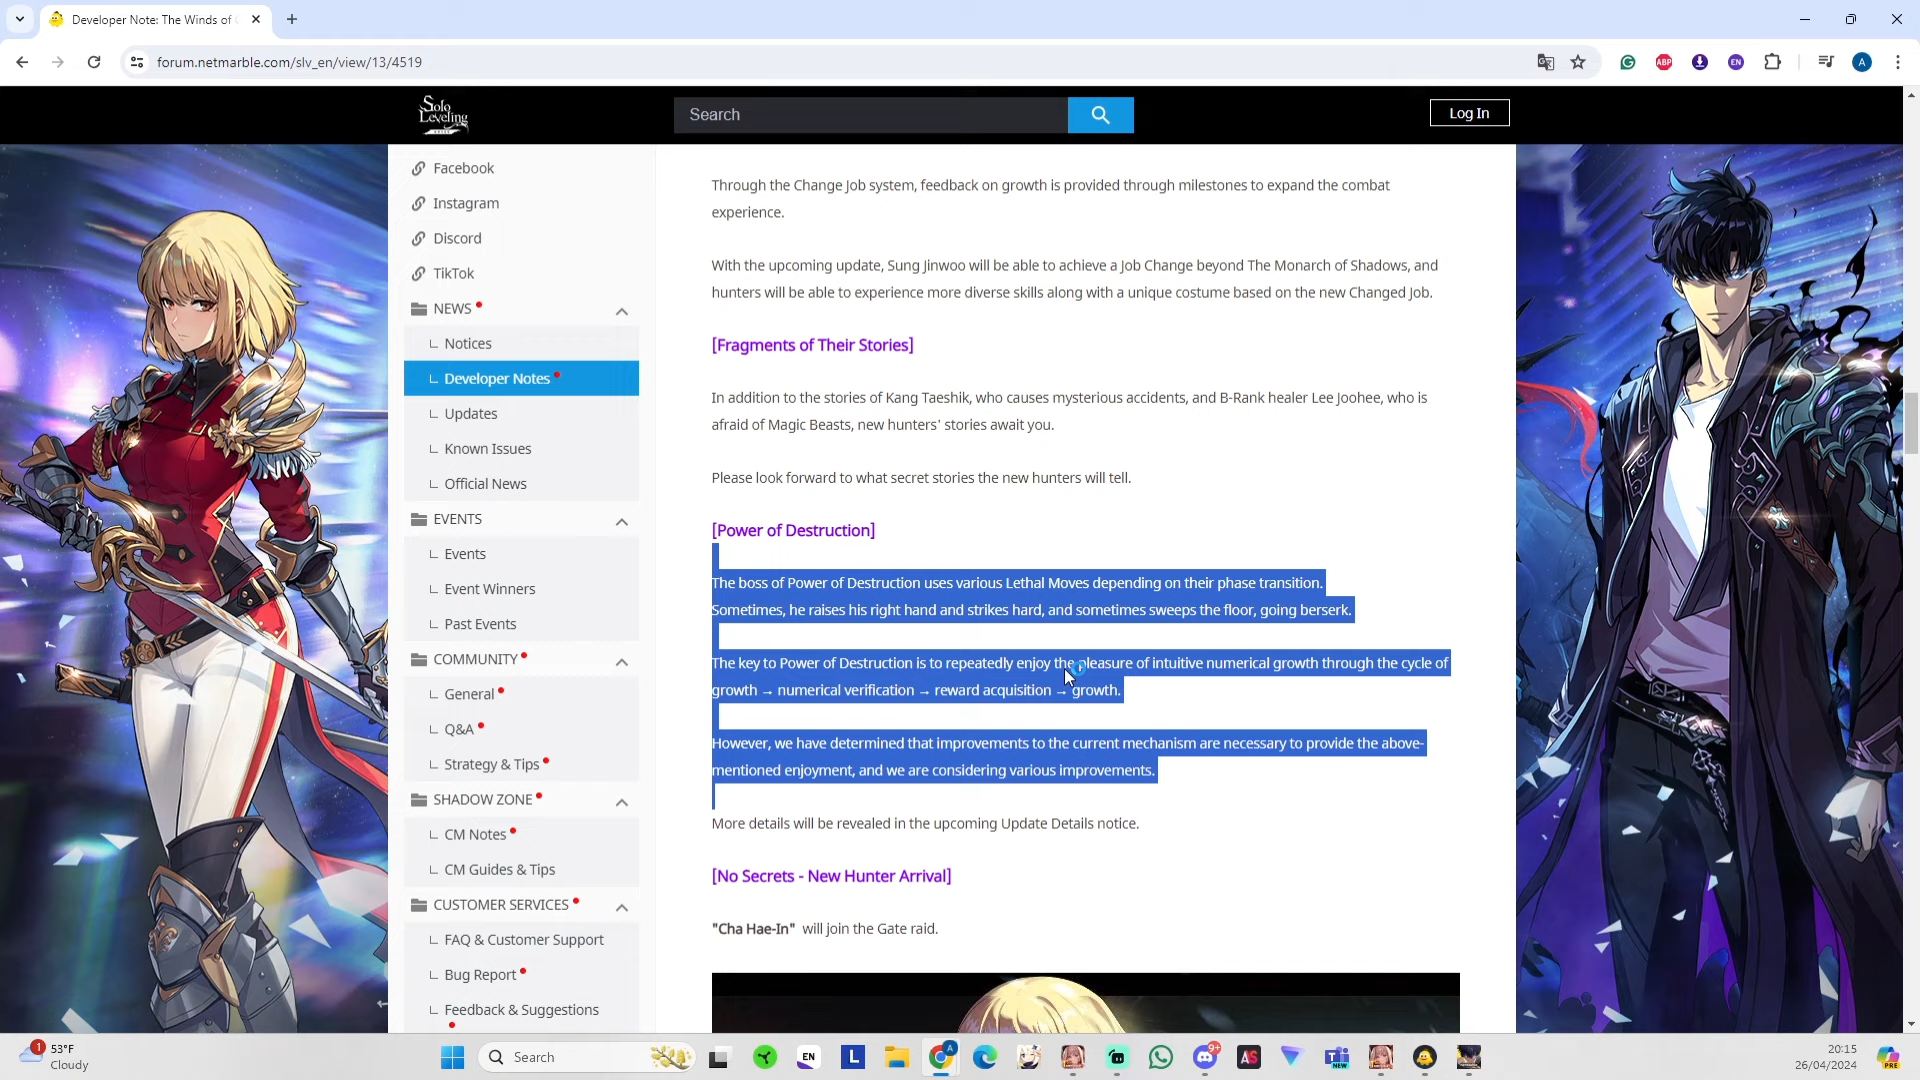 Developer Note: The Winds of
forum.netmarble.com/slv_en/view/13/4519
ABP
EN
A
Solo
Leveling
Search
Log In
Facebook
Instagram
Discord
TikTok
NEWS
Notices
Developer Notes
Updates
Known Issues
Official News
EVENTS
Events
Event Winners
Past Events
COMMUNITY
General
Q&A
Strategy & Tips
SHADOW ZONE
CM Notes
CM Guides & Tips
CUSTOMER SERVICES
FAQ & Customer Support
Bug Report
Feedback & Suggestions
Through the Change Job system, feedback on growth is provided through milestones to expand the combat
experience.
With the upcoming update, Sung Jinwoo will be able to achieve a Job Change beyond The Monarch of Shadows, and
hunters will be able to experience more diverse skills along with a unique costume based on the new Changed Job.
[Fragments of Their Stories]
In addition to the stories of Kang Taeshik, who causes mysterious accidents, and B-Rank healer Lee Joohee, who is
afraid of Magic Beasts, new hunters' stories await you.
Please look forward to what secret stories the new hunters will tell.
[Power of Destruction]
The boss of Power of Destruction uses various Lethal Moves depending on their phase transition.
Sometimes, he raises his right hand and strikes hard, and sometimes sweeps the floor, going berserk.
The key to Power of Destruction is to repeatedly enjoy the pleasure of intuitive numerical growth through the cycle of
growth → numerical verification → reward acquisition → growth.
However, we have determined that improvements to the current mechanism are necessary to provide the above-
mentioned enjoyment, and we are considering various improvements.
More details will be revealed in the upcoming Update Details notice.
[No Secrets - New Hunter Arrival]
"Cha Hae-In" will join the Gate raid.
1
53°F
Cloudy
Search
EN
L
A
9+
AS
NEW
20:15
26/04/2024
PRE